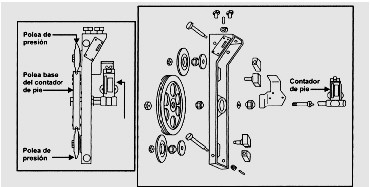 Polea de
presión
Polea base
del contador
de pie
Polea de
presión
Contador
de pie